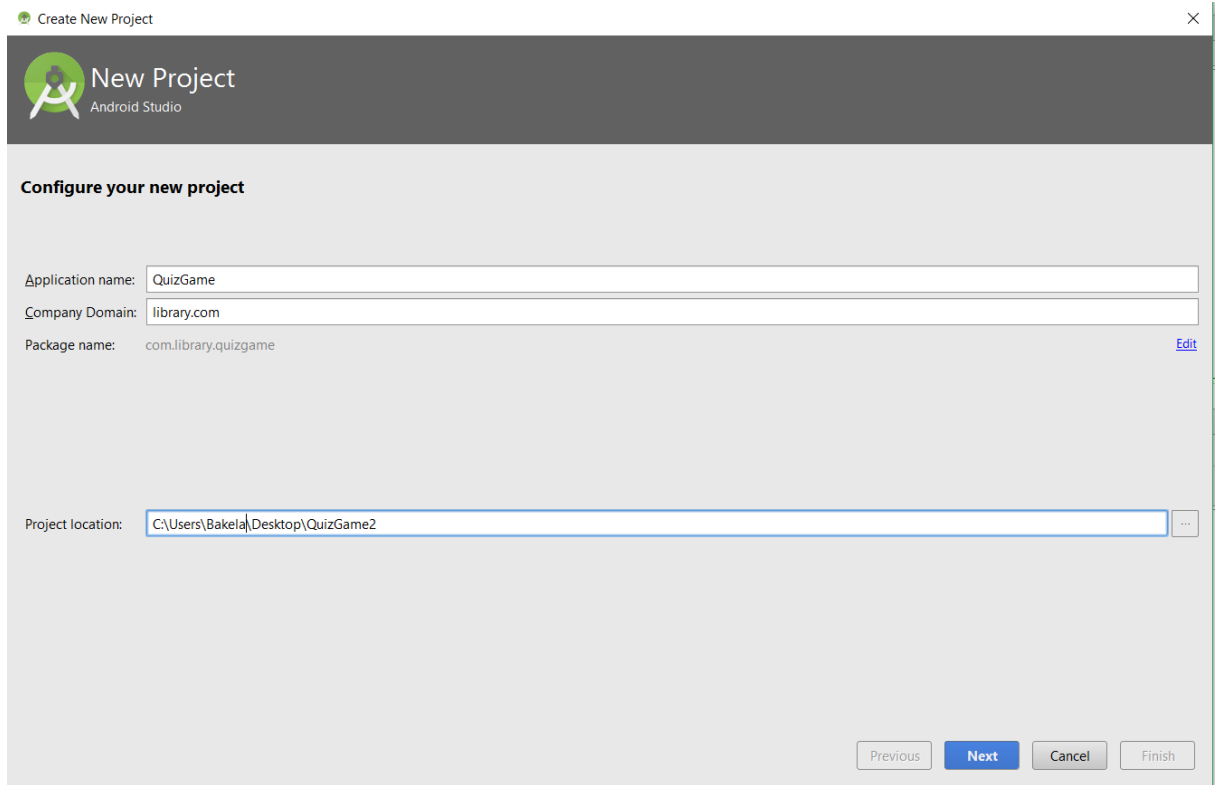 Create New Project
New Project
Android Studio
Configure your new project
Application name: QuizGame
Company Domain: library.com
Package name: com.library.quizgame Edit
Project location: C:\Users\Bakela\Desktop\QuizGame2 ...
Previous Next Cancel Finish